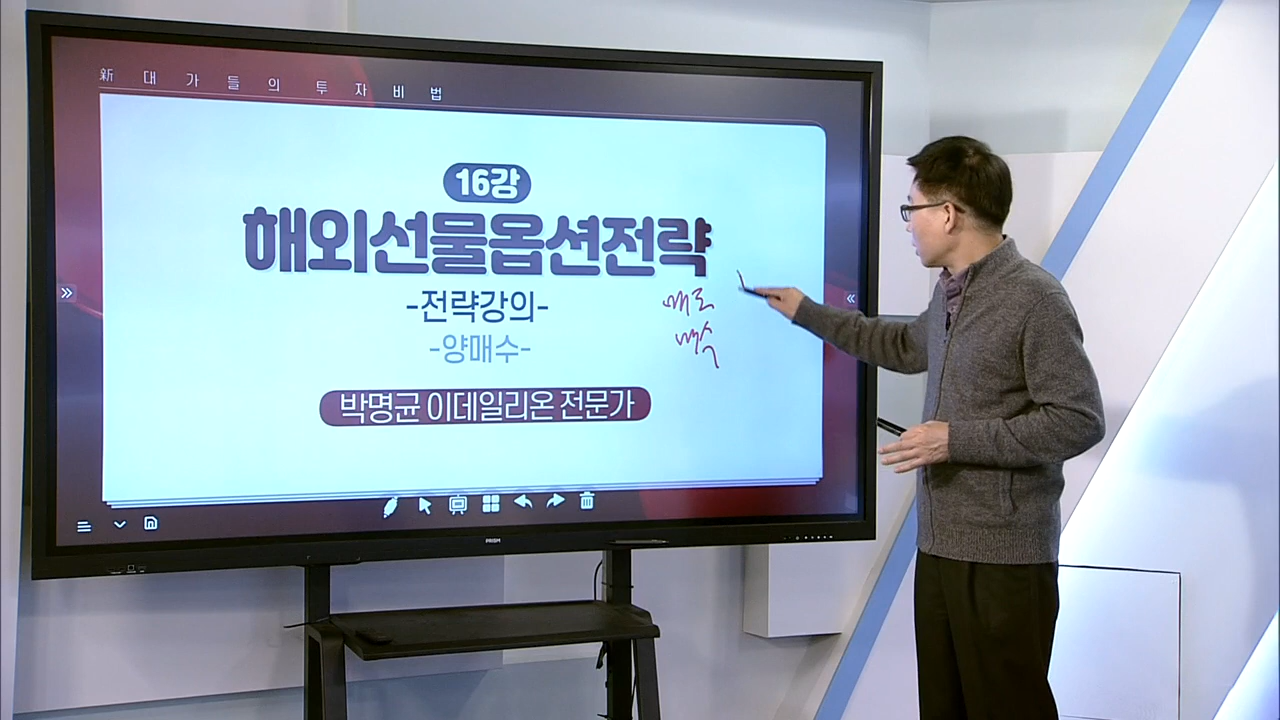 新 대가들의 투자비법
16강
해외선물옵션전략
-전략강의-
-양매수-
박명균 이데일리온 전문가
PRISM